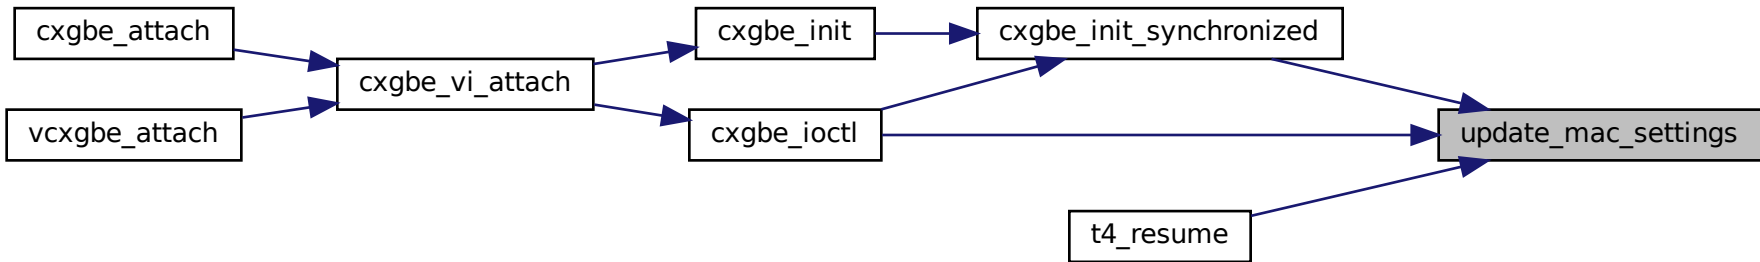 cxgbe_attach
cxgbe_init
cxgbe_init_synchronized
cxgbe_vi_attach
vcxgbe_attach
cxgbe_ioctl
update_mac_settings
t4_resume